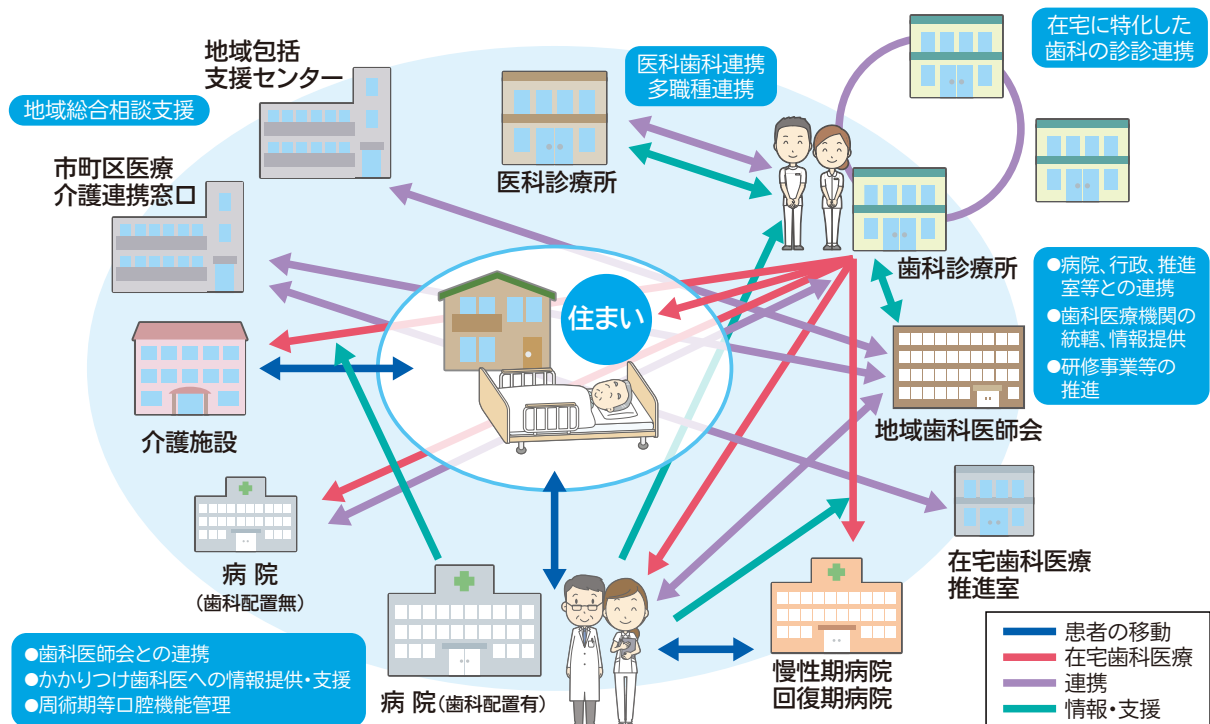 地域包括
支援センター
地域総合相談支援
市町区医療
介護連携窓口
医科診療所
医科歯科連携
多職種連携
在宅に特化した
歯科の診診連携
歯科診療所
●病院、行政、推進
室等との連携
●歯科医療機関の
統轄、情報提供
●研修事業等の
推進
住まい
介護施設
地域歯科医師会
病 院
(歯科配置無)
在宅歯科医療
推進室
●歯科医師会との連携
●かかりつけ歯科医への情報提供・支援
●周術期等口腔機能管理
病 院(歯科配置有)
慢性期病院
回復期病院
患者の移動
在宅歯科医療
連携
情報・支援